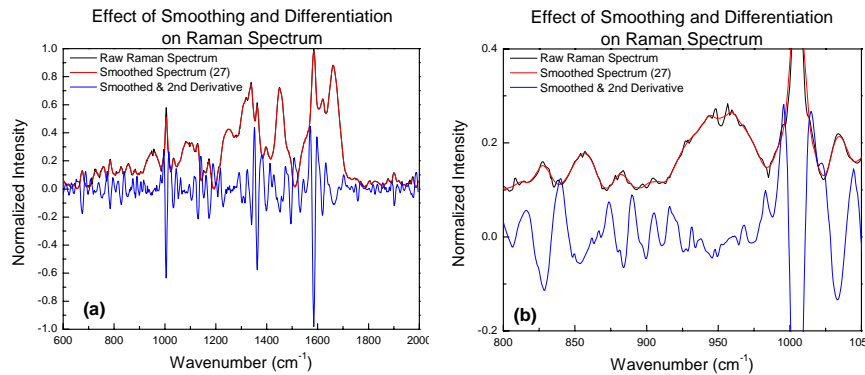 Effect of Smoothing and Differentiation
on Raman Spectrum
Raw Raman Spectrum
Smoothed Spectrum (27)
Smoothed & 2nd Derivative
1.0
0.8
0.6
0.4
0.2
0.0
0.2
0.4
0.6
0.8
-1.0
Normalized Intensity
(a)
600 800 1000 1200 1400 1600 1800 2000
Wavenumber (cm-1)
Effect of Smoothing and Differentiation
on Raman Spectrum
Raw Raman Spectrum
Smoothed Spectrum (27)
Smoothed & 2nd Derivative
0.4
0.2
0.0
-0.2
Normalized Intensity
(b)
800 850 900 950 1000 105
Wavenumber (cm-1)